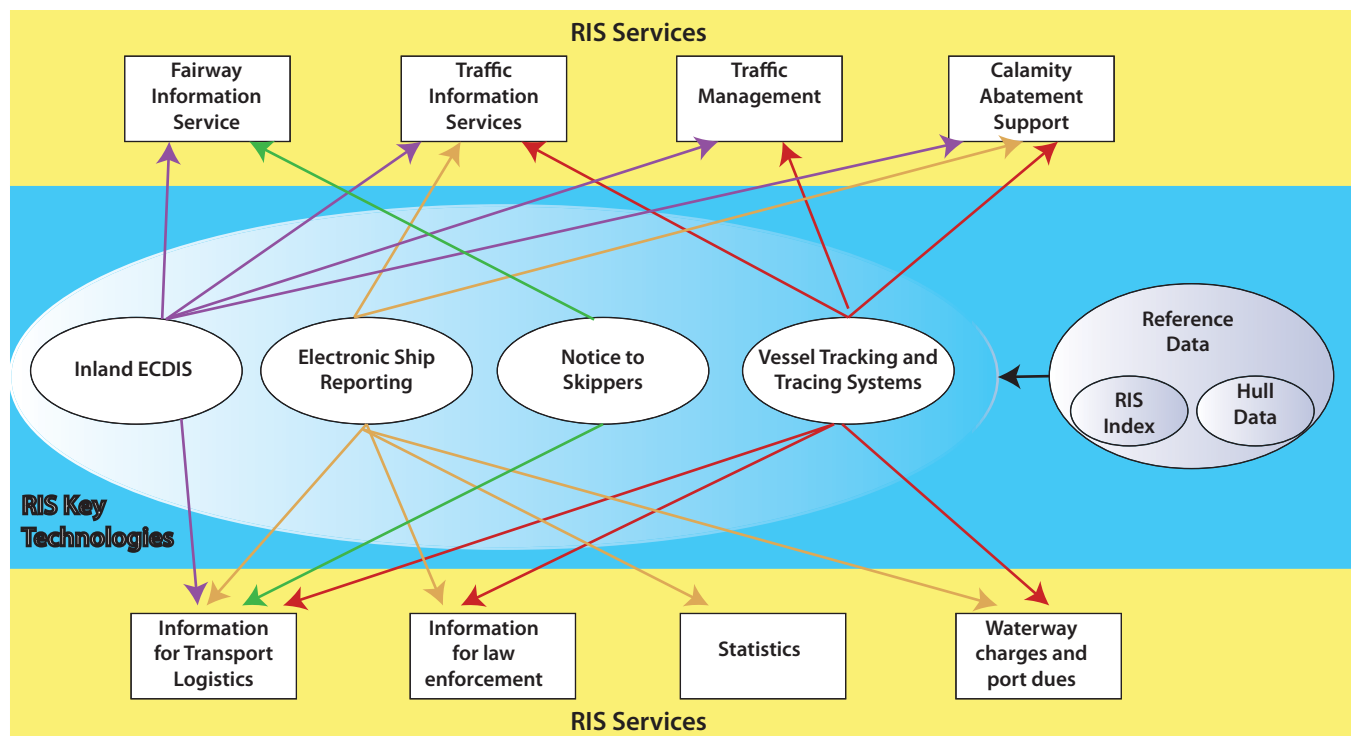 RIS Services
Fairway
Information
Service
Traffic
Information
Services
Traffic
Management
Calamity
Abatement
Support
Inland ECDIS
Electronic Ship
Reporting
Notice to
Skippers
Vessel Tracking and
Tracing Systems
Reference
Data
RIS
Index
Hull
Data
RIS Key
Technologies
Information
for Transport
Logistics
Information
for law
enforcement
Statistics
Waterway
charges and
port dues
RIS Services